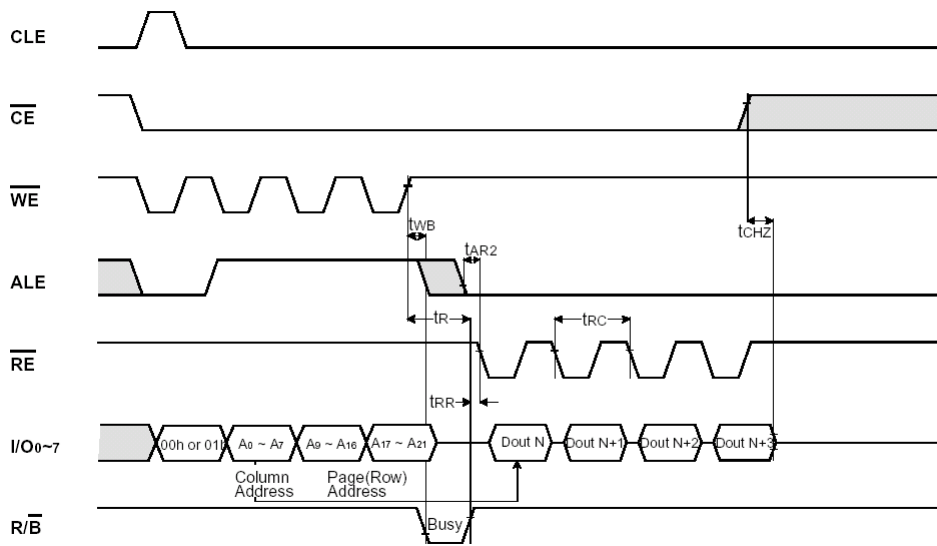 CLE
CE
WE
tWB
tCHZ
tAR2
ALE
tR
tRC
RE
tRR
I/O0~7
00h or 01h
A0 ~ A7
A9 ~ A16
A17 ~ A21
Dout N
Dout N+1
Dout N+2
Dout N+3
Column
Address
Page(Row)
Address
R/B
Busy